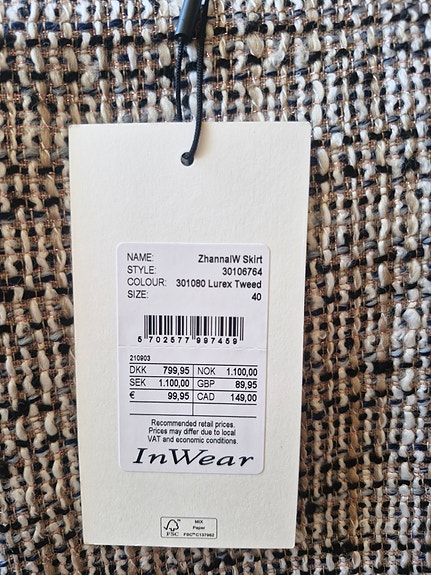 NAME: ZhannaIW Skirt
STYLE: 30106764
COLOUR: 301080 Lurex Tweed
SIZE: 40
5 702577 997459
210903
DKK 799,95 NOK 1.100,00
SEK 1.100,00 GBP 89,95
€ 99,95 CAD 149,00
Recommended retail prices.
Prices may differ due to local
VAT and economic conditions.
InWear
FSC
MIX
Paper
FSC™ C137982